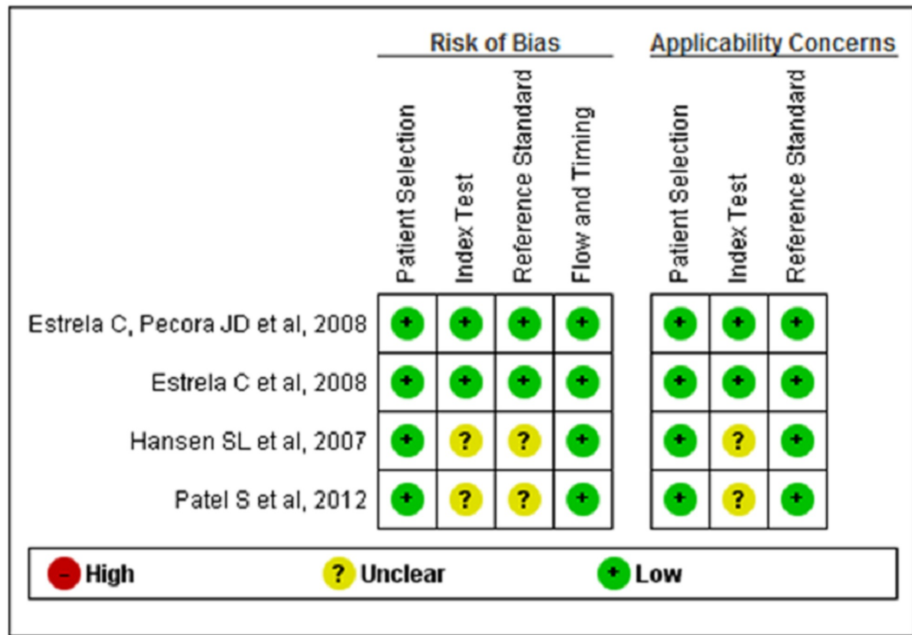 Risk of Bias
Applicability Concerns
Patient Selection
Index Test
Reference Standard
Flow and Timing
Patient Selection
Index Test
Reference Standard
Estrela C, Pecora JD et al, 2008 + + + + + + +
Estrela C et al, 2008 + + + + + + +
Hansen SL et al, 2007 + ? ? + + ? +
Patel S et al, 2012 + ? ? + + ? +
- High ? Unclear + Low